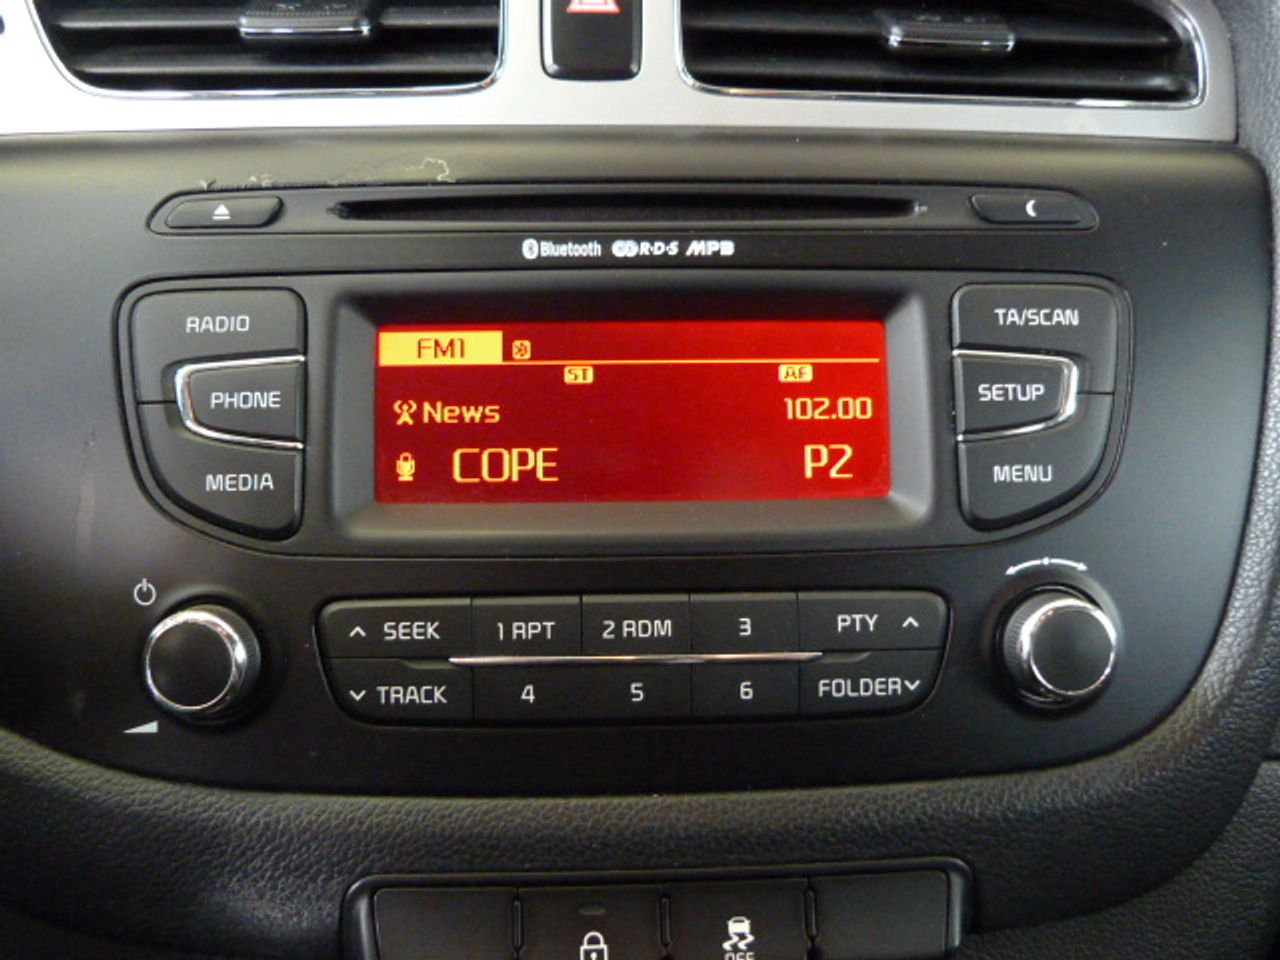 Bluetooth R·D·S MP3
RADIO
PHONE
MEDIA
FM1
ST AF
News 102.00
COPE P2
TA/SCAN
SETUP
MENU
SEEK 1 RPT 2 RDM 3 PTY
TRACK 4 5 6 FOLDER
OFF